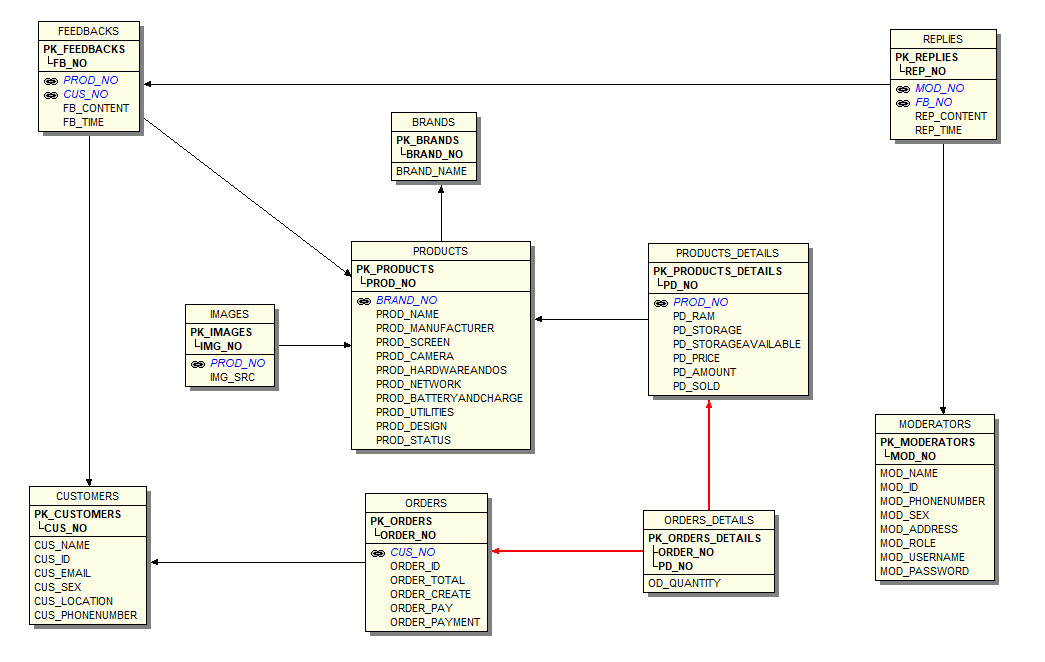 FEEDBACKS
PK_FEEDBACKS
FB_NO
PROD_NO
CUS_NO
FB_CONTENT
FB_TIME
REPLIES
PK_REPLIES
REP_NO
MOD_NO
FB_NO
REP_CONTENT
REP_TIME
BRANDS
PK_BRANDS
BRAND_NO
BRAND_NAME
PRODUCTS
PK_PRODUCTS
PROD_NO
BRAND_NO
PROD_NAME
PROD_MANUFACTURER
PROD_SCREEN
PROD_CAMERA
PROD_HARDWAREANDOS
PROD_NETWORK
PROD_BATTERYANDCHARGE
PROD_UTILITIES
PROD_DESIGN
PROD_STATUS
PRODUCTS_DETAILS
PK_PRODUCTS_DETAILS
PD_NO
PROD_NO
PD_RAM
PD_STORAGE
PD_STORAGEAVAILABLE
PD_PRICE
PD_AMOUNT
PD_SOLD
IMAGES
PK_IMAGES
IMG_NO
PROD_NO
IMG_SRC
MODERATORS
PK_MODERATORS
MOD_NO
MOD_NAME
MOD_ID
MOD_PHONENUMBER
MOD_SEX
MOD_ADDRESS
MOD_ROLE
MOD_USERNAME
MOD_PASSWORD
CUSTOMERS
PK_CUSTOMERS
CUS_NO
CUS_NAME
CUS_ID
CUS_EMAIL
CUS_SEX
CUS_LOCATION
CUS_PHONENUMBER
ORDERS
PK_ORDERS
ORDER_NO
CUS_NO
ORDER_ID
ORDER_TOTAL
ORDER_CREATE
ORDER_PAY
ORDER_PAYMENT
ORDERS_DETAILS
PK_ORDERS_DETAILS
ORDER_NO
PD_NO
OD_QUANTITY